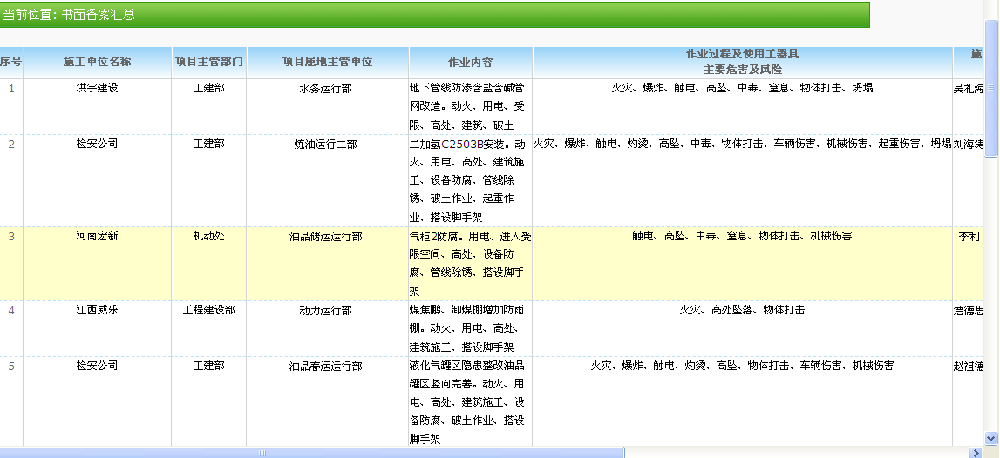 当前位置：书面备案汇总
序号
施工单位名称
项目主管部门
项目属地主管单位
作业内容
作业过程及使用工器具
主要危害及风险
施
1
洪宇建设
工建部
水务运行部
地下管线防渗含盐含碱管
网改造。动火、用电、受
限、高处、建筑、破土
火灾、爆炸、触电、高坠、中毒、窒息、物体打击、坍塌
吴礼海
2
检安公司
工建部
炼油运行二部
二加氢C2503B安装。动
火、用电、高处、建筑施
工、设备防腐、管线除
锈、破土作业、起重作
业、搭设脚手架
火灾、爆炸、触电、灼烫、高坠、中毒、物体打击、车辆伤害、机械伤害、起重伤害、坍塌
刘海涛
3
河南宏新
机动处
油品储运运行部
气柜2防腐。用电、进入受
限空间、高处、设备防
腐、管线除锈、搭设脚手
架
触电、高坠、中毒、窒息、物体打击、机械伤害
李利
4
江西威乐
工程建设部
动力运行部
煤焦鹏、卸煤棚增加防雨
棚。动火、用电、高处、
建筑施工、搭设脚手架
火灾、高处坠落、物体打击
詹德思
5
检安公司
工建部
油品春运运行部
液化气罐区隐患整改油品
罐区竖向完善。动火、用
电、高处、建筑施工、设
备防腐、破土作业、搭设
脚手架
火灾、爆炸、触电、灼烫、高坠、物体打击、车辆伤害、机械伤害
赵祖德